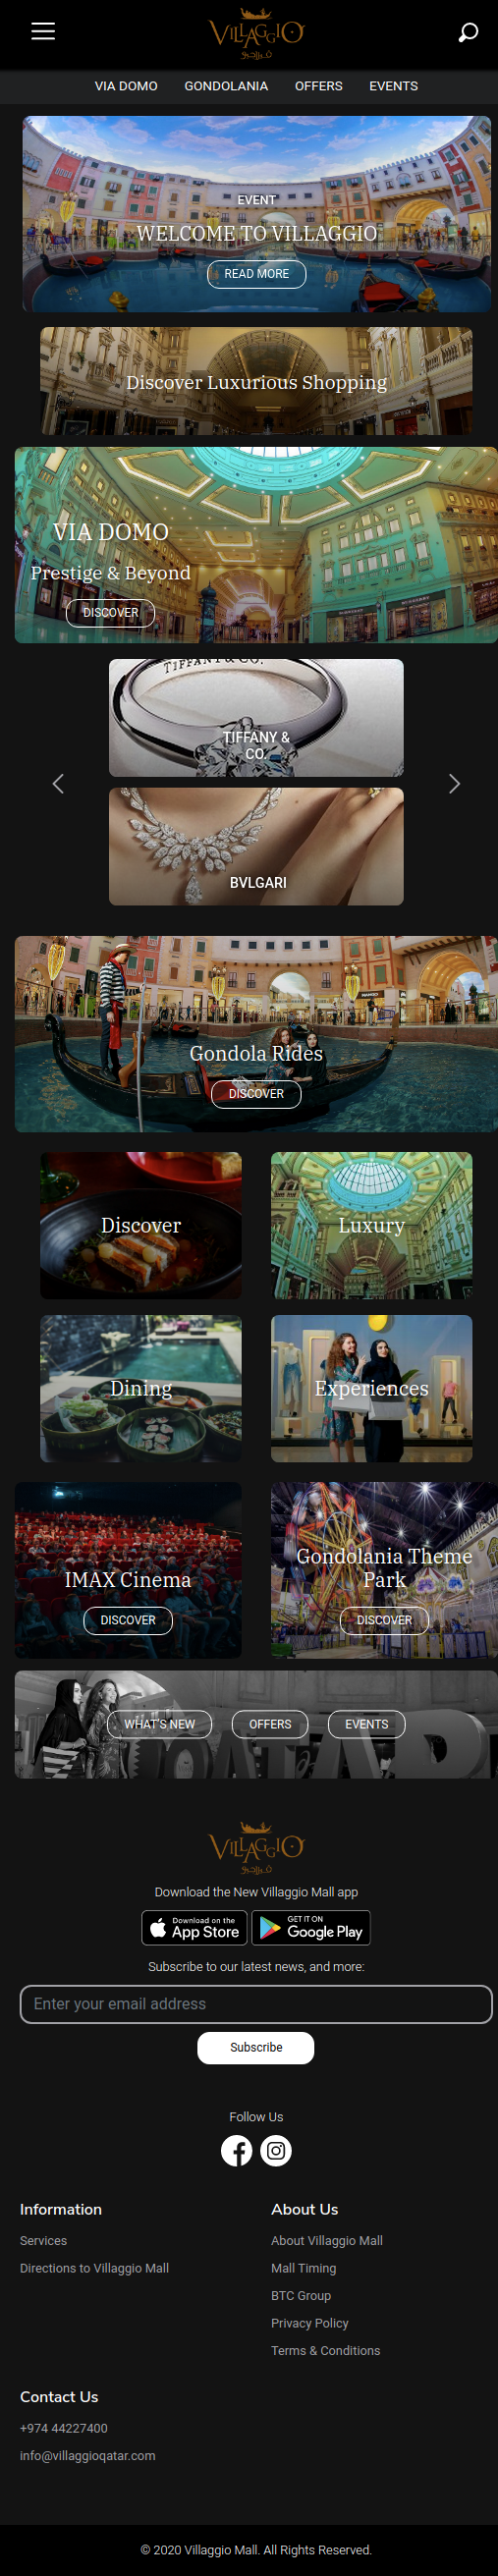 VILLAGGIO
فيلاجيو
VIA DOMO GONDOLANIA OFFERS EVENTS
EVENT
WELCOME TO VILLAGGIO
READ MORE
Discover Luxurious Shopping
VIA DOMO
Prestige & Beyond
DISCOVER
TIFFANY & CO.
TIFFANY &
CO.
BVLGARI
Gondola Rides
DISCOVER
Discover
Luxury
Dining
Experiences
IMAX Cinema
DISCOVER
Gondolania Theme
Park
DISCOVER
WHAT'S NEW
OFFERS
EVENTS
VILLAGGIO
فيلاجيو
Download the New Villaggio Mall app
Download on the
App Store
GET IT ON
Google Play
Subscribe to our latest news, and more:
Enter your email address
Subscribe
Follow Us
Information
Services
Directions to Villaggio Mall
About Us
About Villaggio Mall
Mall Timing
BTC Group
Privacy Policy
Terms & Conditions
Contact Us
+974 44227400
info@villaggioqatar.com
© 2020 Villaggio Mall. All Rights Reserved.